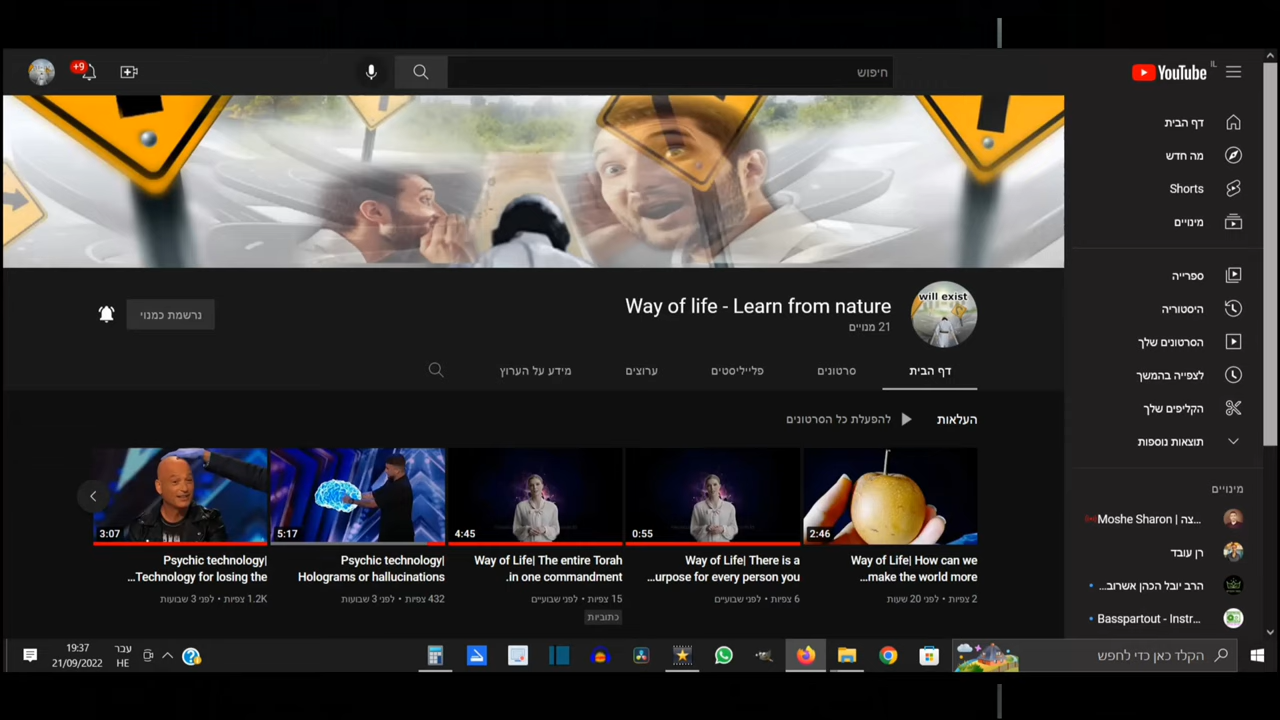 YouTube IL
חיפוש
+9
דף הבית
מה חדש
Shorts
מינויים
ספרייה
היסטוריה
הסרטונים שלך
לצפייה בהמשך
הקליפים שלך
תוצאות נוספות
מינויים
Moshe Sharon | צה...
רן עובד
הרב יובל הכהן אשרוב...
Basspartout - Instr...
will exist
Way of life - Learn from nature
21 מנויים
נרשמת כמנוי
דף הבית
סרטונים
פלייליסטים
ערוצים
מידע על הערוץ
העלאות
להפעלת כל הסרטונים
2:46
Way of Life| How can we
...make the world more
2 צפיות • לפני 20 שעות
0:55
Way of Life| There is a
...urpose for every person you
6 צפיות • לפני שבועיים
4:45
Way of Life| The entire Torah
.in one commandment
15 צפיות • לפני שבועיים
כתוביות
5:17
Psychic technology|
Holograms or hallucinations
432 צפיות • לפני 3 שבועות
3:07
Psychic technology|
...Technology for losing the
1.2K צפיות • לפני 3 שבועות
הקלד כאן כדי לחפש
עבר
HE
19:37
21/09/2022